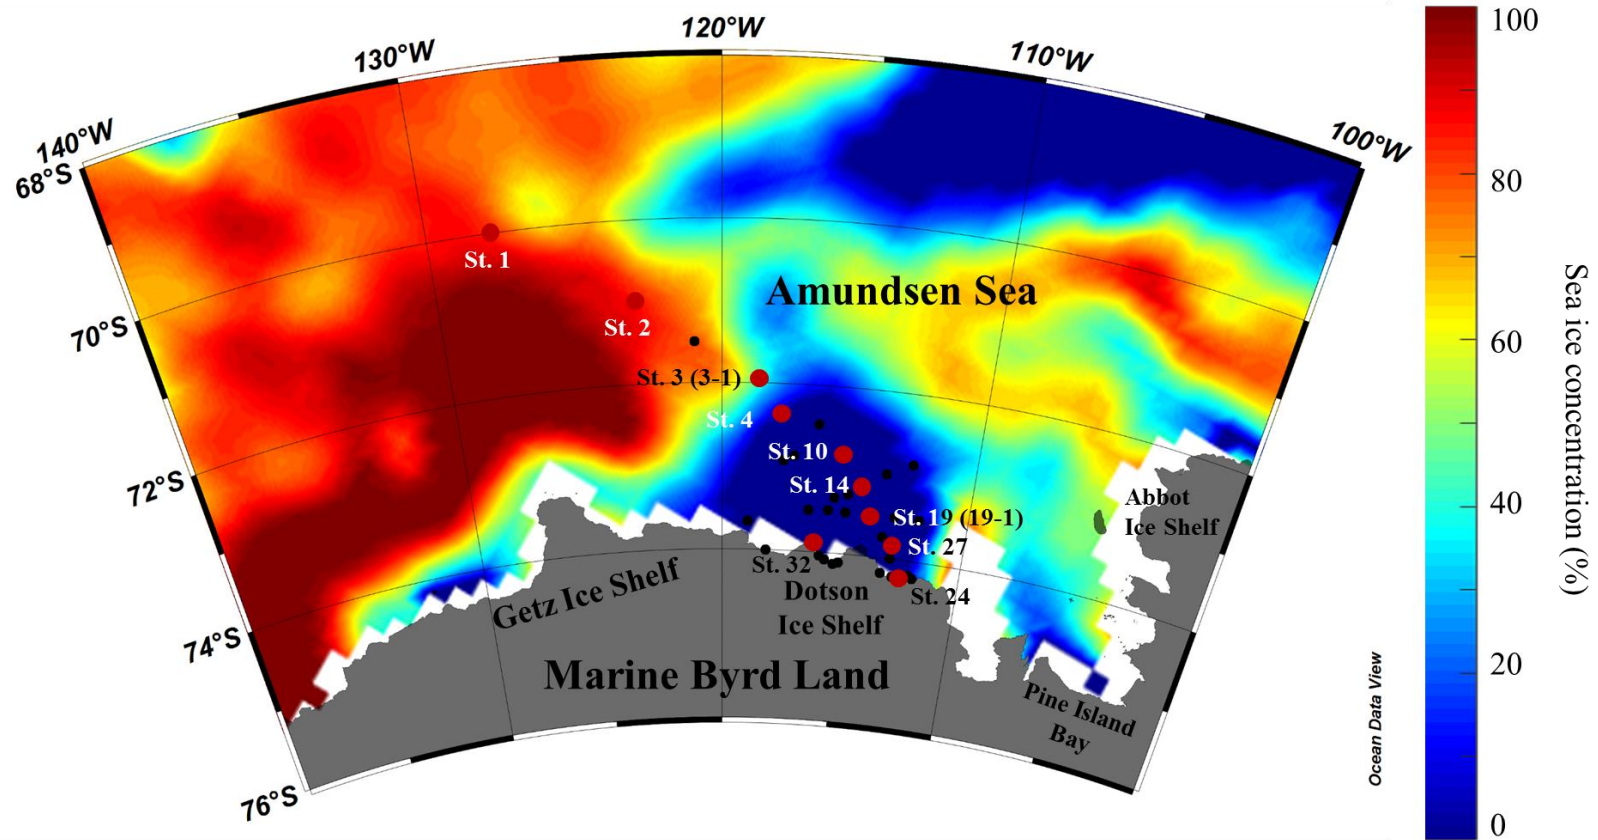 120°W
130°W
110°W
140°W
100°W
68°S
St. 1
Amundsen Sea
St. 2
70°S
St. 3 (3-1)
St. 4
St. 10
72°S
St. 14
Abbot
Ice Shelf
St. 19 (19-1)
St. 27
St. 32
Getz Ice Shelf
Dotson
Ice Shelf
St. 24
74°S
Marine Byrd Land
Pine Island
Bay
76°S
Ocean Data View
100
80
60
40
20
0
Sea ice concentration (%)